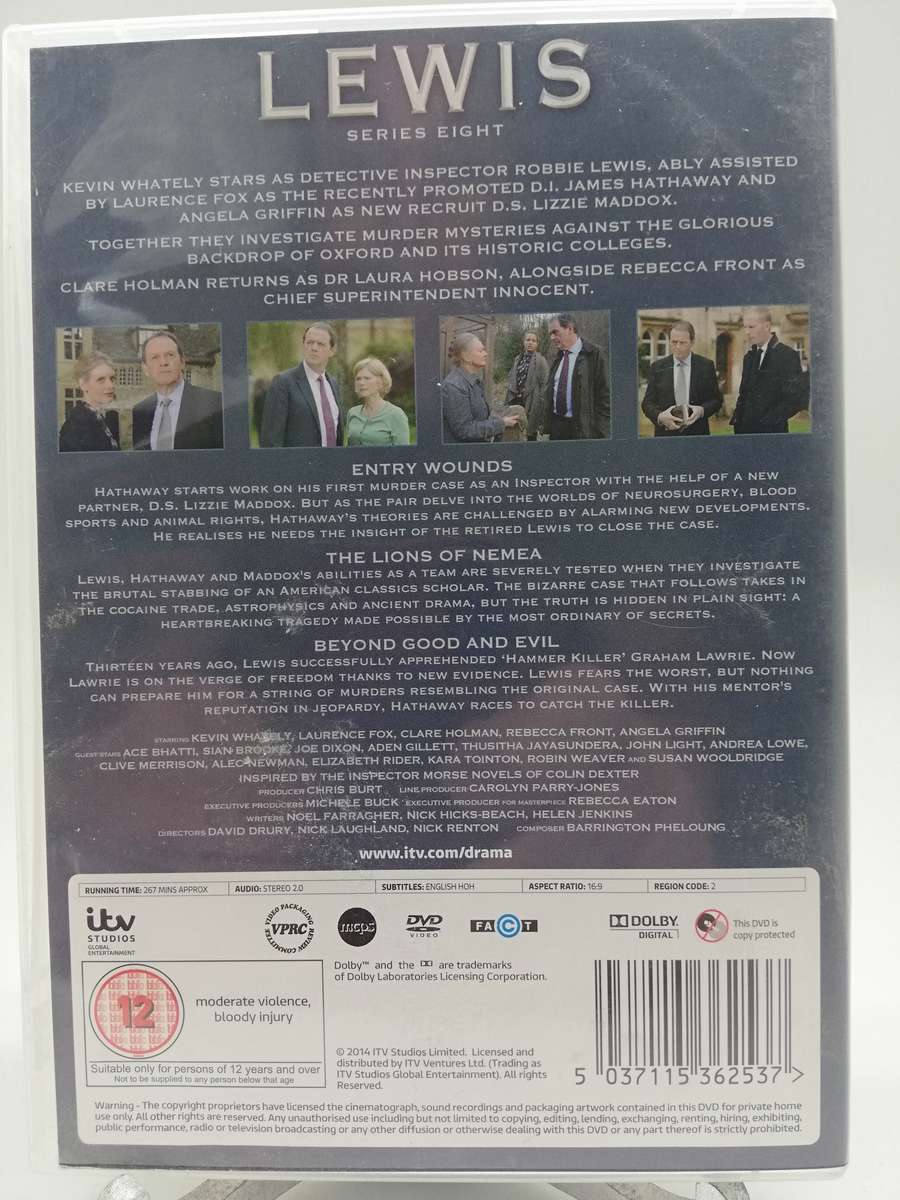 LEWIS
SERIES EIGHT
KEVIN WHATELY STARS AS DETECTIVE INSPECTOR ROBBIE LEWIS, ABLY ASSISTED
BY LAURENCE FOX AS THE RECENTLY PROMOTED D.I. JAMES HATHAWAY AND
ANGELA GRIFFIN AS NEW RECRUIT D.S. LIZZIE MADDOX.
TOGETHER THEY INVESTIGATE MURDER MYSTERIES AGAINST THE GLORIOUS
BACKDROP OF OXFORD AND ITS HISTORIC COLLEGES.
CLARE HOLMAN RETURNS AS DR LAURA HOBSON, ALONGSIDE REBECCA FRONT AS
CHIEF SUPERINTENDENT INNOCENT.
ENTRY WOUNDS
HATHAWAY STARTS WORK ON HIS FIRST MURDER CASE AS AN INSPECTOR WITH THE HELP OF A NEW
PARTNER, D.S. LIZZIE MADDOX. BUT AS THE PAIR DELVE INTO THE WORLDS OF NEUROSURGERY, BLOOD
SPORTS AND ANIMAL RIGHTS, HATHAWAY'S THEORIES ARE CHALLENGED BY ALARMING NEW DEVELOPMENTS.
HE REALISES HE NEEDS THE INSIGHT OF THE RETIRED LEWIS TO CLOSE THE CASE.
THE LIONS OF NEMEA
LEWIS, HATHAWAY AND MADDOX'S ABILITIES AS A TEAM ARE SEVERELY TESTED WHEN THEY INVESTIGATE
THE BRUTAL STABBING OF AN AMERICAN CLASSICS SCHOLAR. THE BIZARRE CASE THAT FOLLOWS TAKES IN
THE COCAINE TRADE, ASTROPHYSICS AND ANCIENT DRAMA, BUT THE TRUTH IS HIDDEN IN PLAIN SIGHT: A
HEARTBREAKING TRAGEDY MADE POSSIBLE BY THE MOST ORDINARY OF SECRETS.
BEYOND GOOD AND EVIL
THIRTEEN YEARS AGO, LEWIS SUCCESSFULLY APPREHENDED 'HAMMER KILLER' GRAHAM LAWRIE. NOW
LAWRIE IS ON THE VERGE OF FREEDOM THANKS TO NEW EVIDENCE. LEWIS FEARS THE WORST, BUT NOTHING
CAN PREPARE HIM FOR A STRING OF MURDERS RESEMBLING THE ORIGINAL CASE. WITH HIS MENTOR'S
REPUTATION IN JEOPARDY, HATHAWAY RACES TO CATCH THE KILLER.
STARRING KEVIN WHATELY, LAURENCE FOX, CLARE HOLMAN, REBECCA FRONT, ANGELA GRIFFIN
GUEST STARS ACE BHATTI, SIAN BROOKE, JOE DIXON, ADEN GILLETT, THUSITHA JAYASUNDERA, JOHN LIGHT, ANDREA LOWE,
CLIVE MERRISON, ALEC NEWMAN, ELIZABETH RIDER, KARA TOINTON, ROBIN WEAVER AND SUSAN WOOLDRIDGE
INSPIRED BY THE INSPECTOR MORSE NOVELS OF COLIN DEXTER
PRODUCER CHRIS BURT LINE PRODUCER CAROLYN PARRY-JONES
EXECUTIVE PRODUCERS MICHELE BUCK EXECUTIVE PRODUCER FOR MASTERPIECE REBECCA EATON
WRITERS NOEL FARRAGHER, NICK HICKS-BEACH, HELEN JENKINS
DIRECTORS DAVID DRURY, NICK LAUGHLAND, NICK RENTON COMPOSER BARRINGTON PHELOUNG
www.itv.com/drama
RUNNING TIME: 267 MINS APPROX AUDIO: STEREO 2.0 SUBTITLES: ENGLISH HOH ASPECT RATIO: 16:9 REGION CODE: 2
itv
STUDIOS
GLOBAL
ENTERTAINMENT
VIDEO PACKAGING REVIEW COMMITTEE
VPRC
mcps
DVD
VIDEO
FACT
DOLBY
DIGITAL
This DVD is
copy protected
12
moderate violence,
bloody injury
Suitable only for persons of 12 years and over
Not to be supplied to any person below that age
Dolby™ and the DD are trademarks
of Dolby Laboratories Licensing Corporation.
© 2014 ITV Studios Limited. Licensed and
distributed by ITV Ventures Ltd. (Trading as
ITV Studios Global Entertainment). All rights
Reserved.
5 037115 362537 >
Warning - The copyright proprietors have licensed the cinematograph, sound recordings and packaging artwork contained in this DVD for private home
use only. All other rights are reserved. Any unauthorised use including but not limited to copying, editing, lending, exchanging, renting, hiring, exhibiting,
public performance, radio or television broadcasting or any other diffusion or otherwise dealing with this DVD or any part thereof is strictly prohibited.